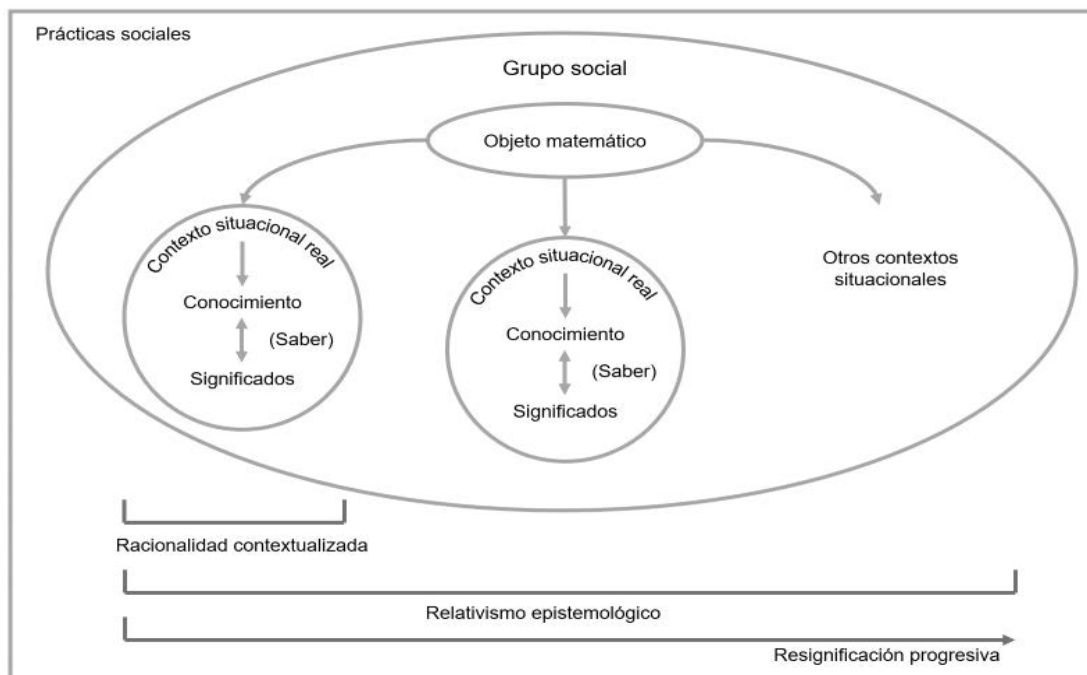 Prácticas sociales
Grupo social
Objeto matemático
Contexto situacional real
Conocimiento
(Saber)
Significados
Contexto situacional real
Conocimiento
(Saber)
Significados
Otros contextos
situacionales
Racionalidad contextualizada
Relativismo epistemológico
Resignificación progresiva